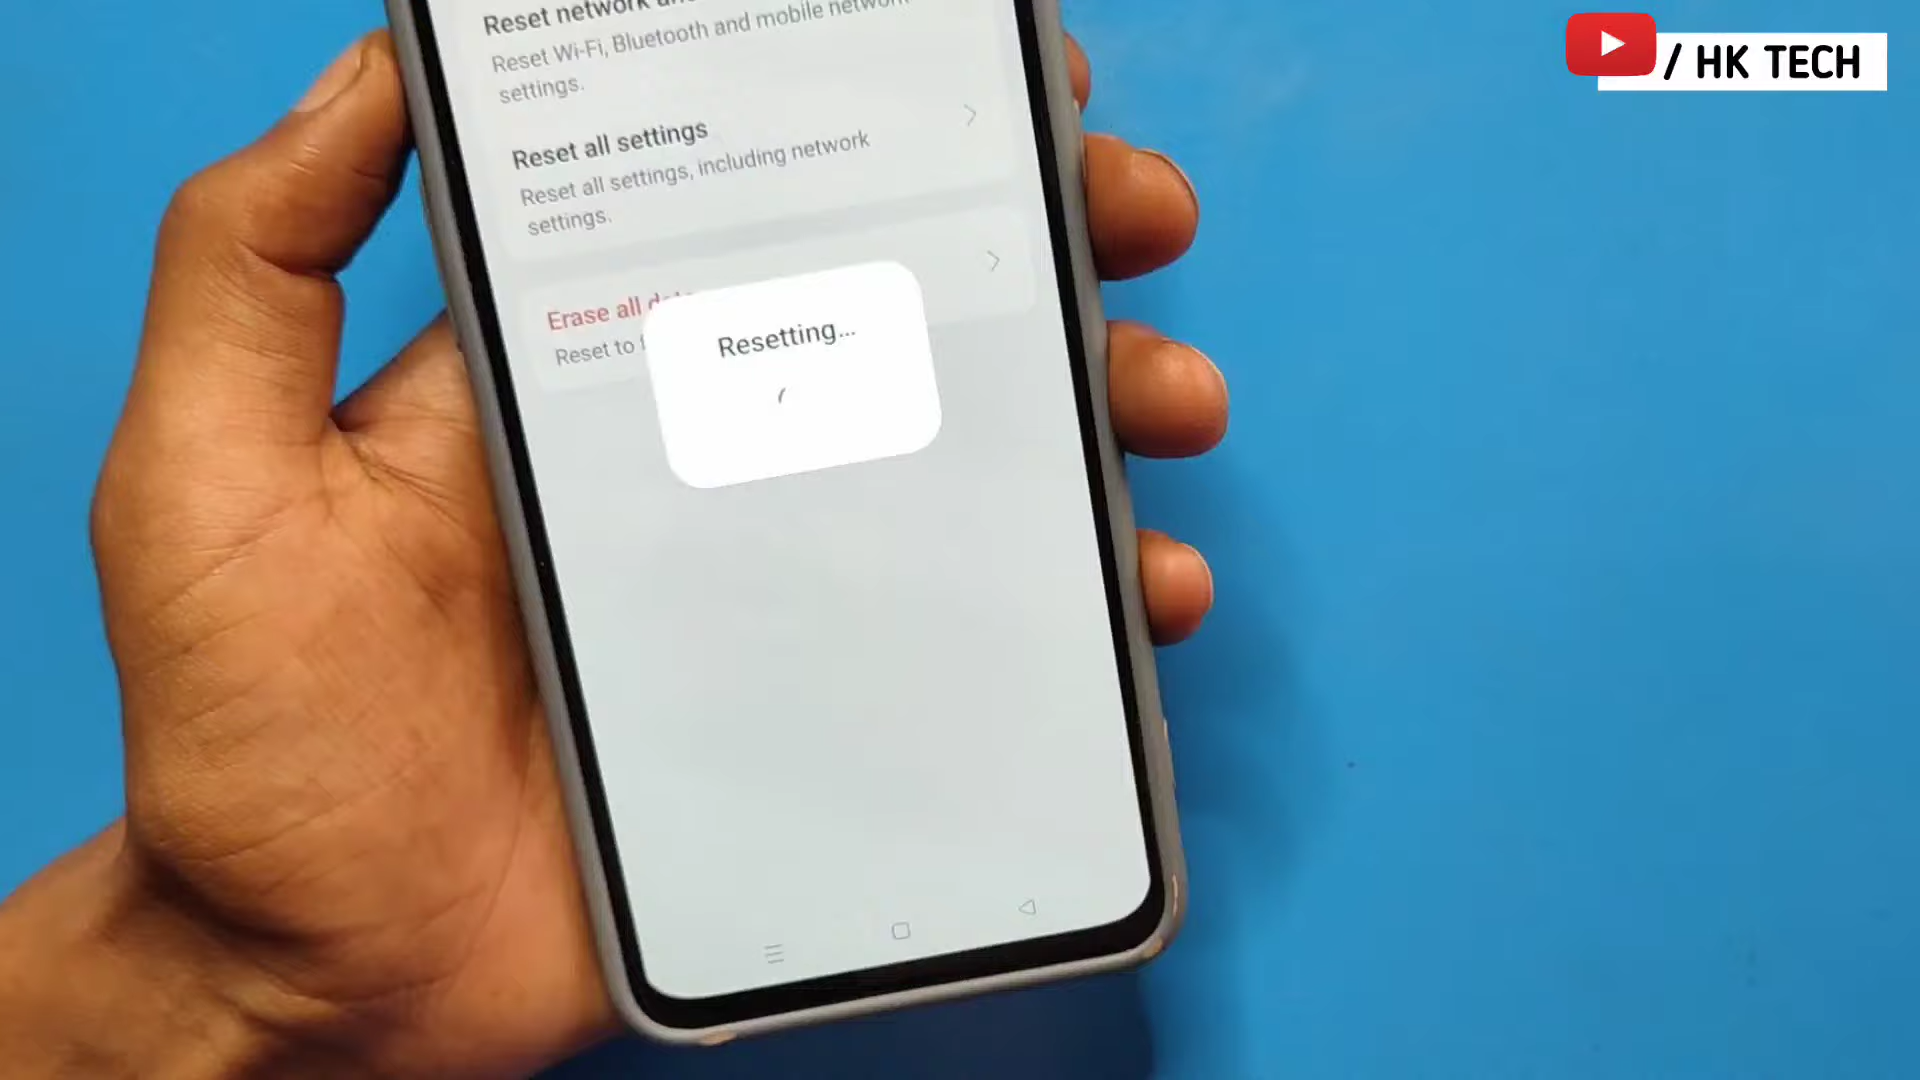 / HK TECH
Reset network
Reset Wi-Fi, Bluetooth and mobile network
settings.
Reset all settings
Reset all settings, including network
settings.
Erase all
Reset to
Resetting...